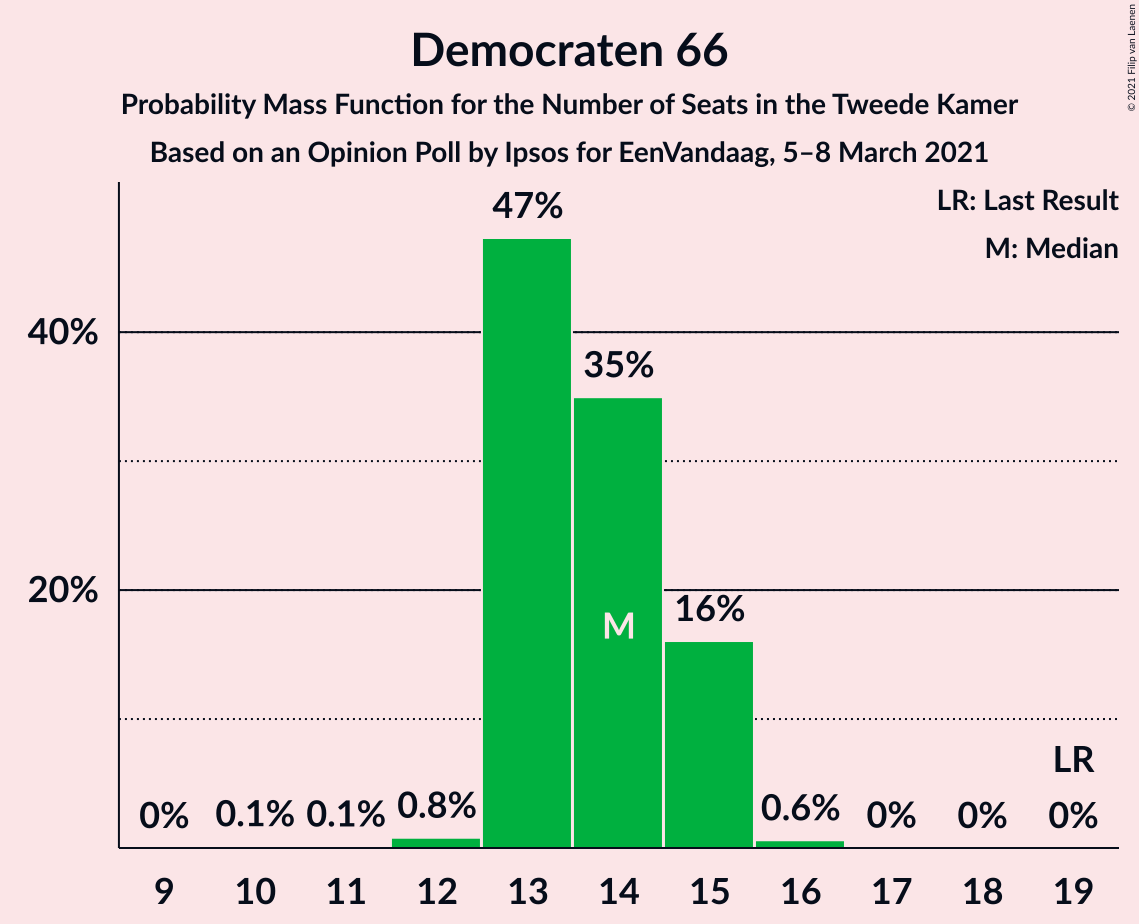 Democraten 66
Probability Mass Function for the Number of Seats in the Tweede Kamer
Based on an Opinion Poll by Ipsos for EenVandaag, 5–8 March 2021
© 2021 Filip van Laenen
LR: Last Result
M: Median
47%
40%
35%
20%
16%
M
LR
0% 0.1% 0.1% 0.8% 0.6% 0% 0% 0%
9 10 11 12 13 14 15 16 17 18 19